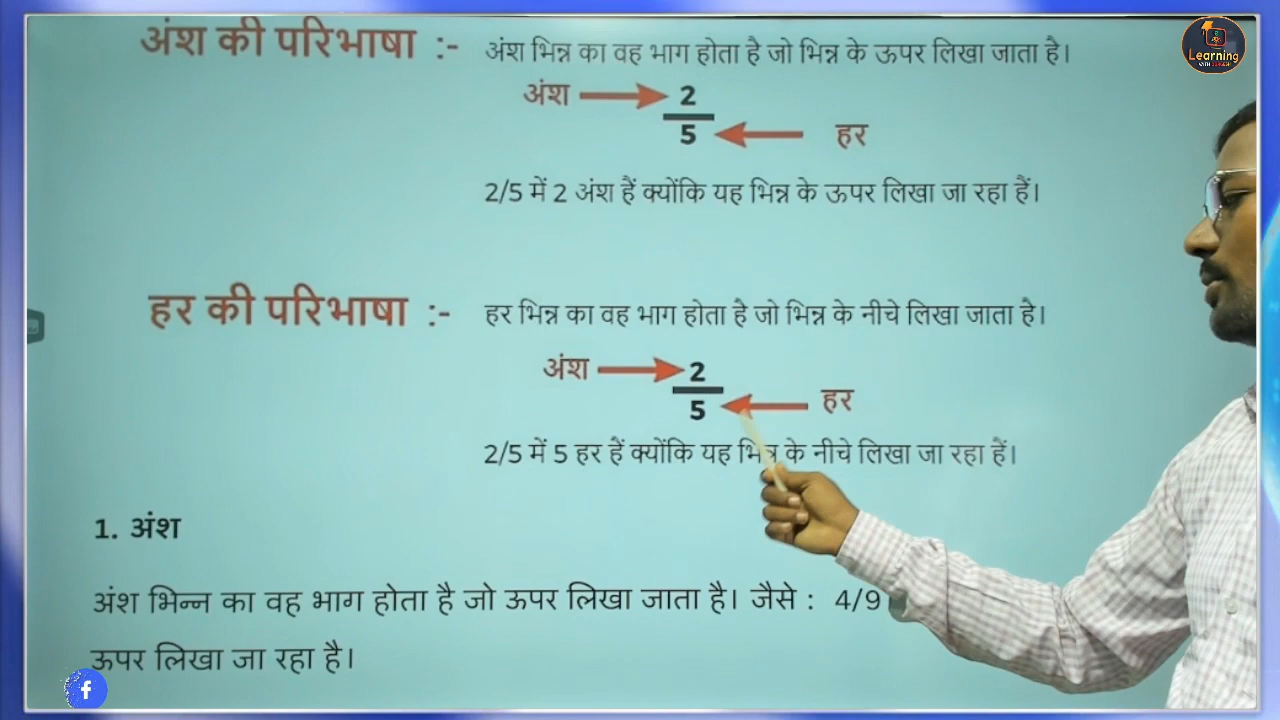 अंश की परिभाषा :- अंश भिन्न का वह भाग होता है जो भिन्न के ऊपर लिखा जाता है।
अंश 2
5 हर
2/5 में 2 अंश हैं क्योंकि यह भिन्न के ऊपर लिखा जा रहा हैं।
हर की परिभाषा :- हर भिन्न का वह भाग होता है जो भिन्न के नीचे लिखा जाता है।
अंश 2
5 हर
2/5 में 5 हर हैं क्योंकि यह भिन्न के नीचे लिखा जा रहा हैं।
1. अंश
अंश भिन्न का वह भाग होता है जो ऊपर लिखा जाता है। जैसे : 4/9
ऊपर लिखा जा रहा है।
Learning
f